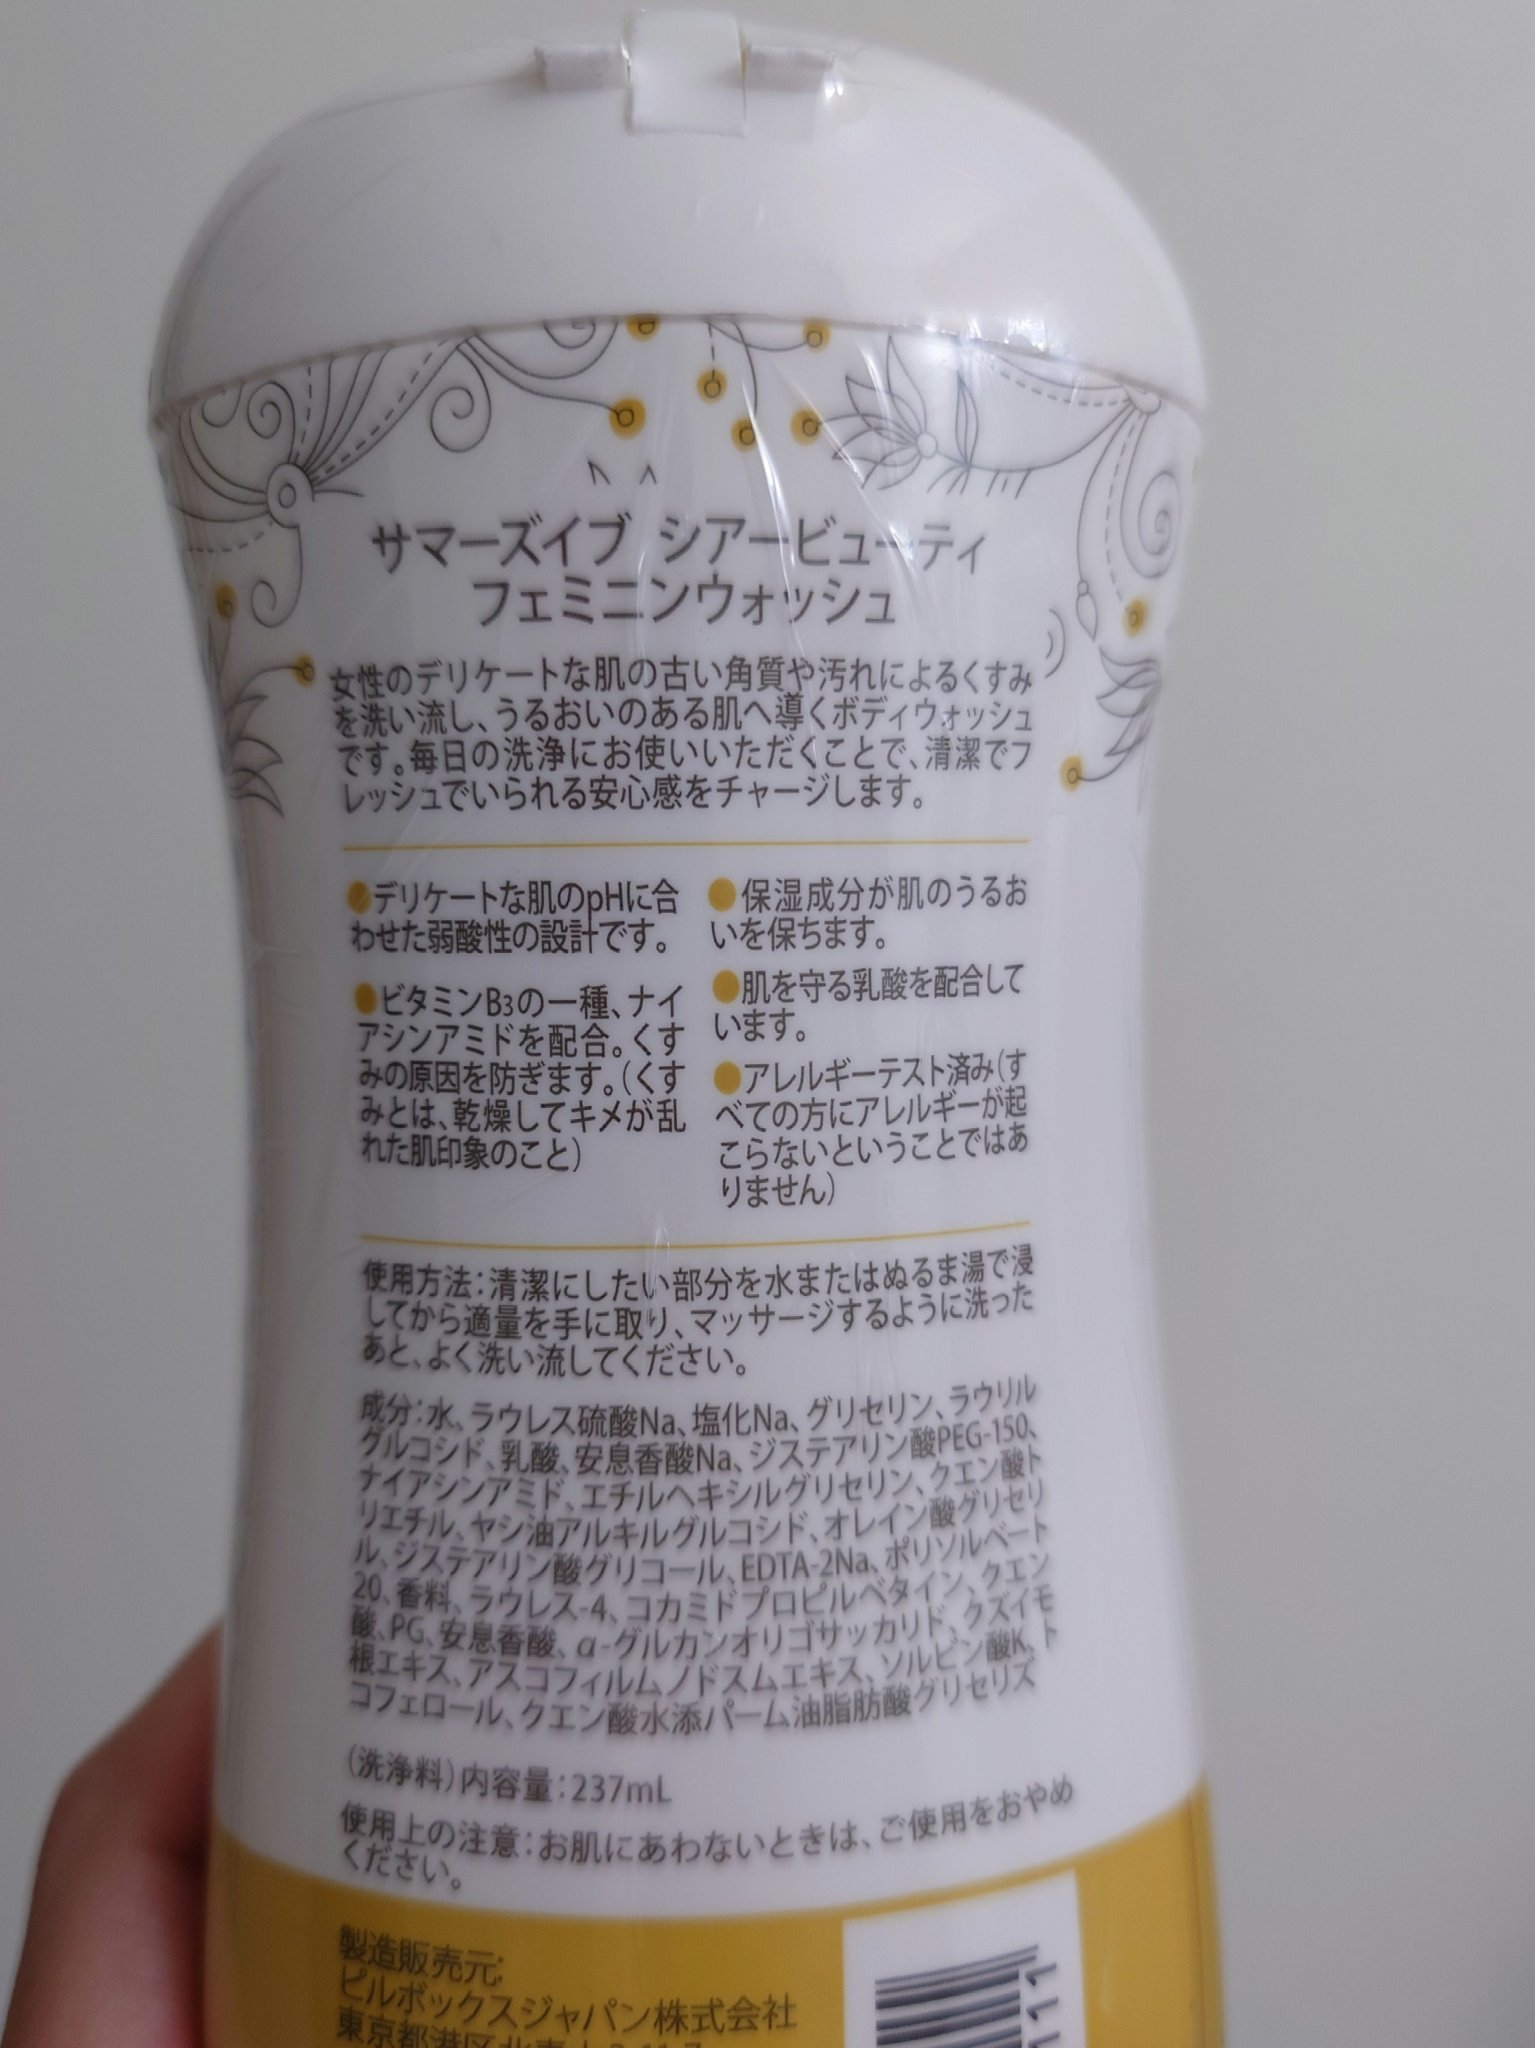 サマーズイブ シアービューティ
フェミニンウォッシュ
女性のデリケートな肌の古い角質や汚れによるくすみ
を洗い流し、うるおいのある肌へ導くボディウォッシュ
です。毎日の洗浄にお使いいただくことで、清潔でフ
レッシュでいられる安心感をチャージします。
●デリケートな肌のpHに合
わせた弱酸性の設計です。
●ビタミンB3の一種、ナイ
アシンアミドを配合。くす
みの原因を防ぎます。(くす
みとは、乾燥してキメが乱
れた肌印象のこと)
●保湿成分が肌のうるお
いを保ちます。
●肌を守る乳酸を配合して
います。
●アレルギーテスト済み(す
べての方にアレルギーが起
こらないということではあ
りません)
使用方法:清潔にしたい部分を水またはぬるま湯で浸
してから適量を手に取り、マッサージするように洗った
あと、よく洗い流してください。
成分:水、ラウレス硫酸Na、塩化Na、グリセリン、ラウリル
グルコシド、乳酸、安息香酸Na、ジステアリン酸PEG-150、
ナイアシンアミド、エチルヘキシルグリセリン、クエン酸ト
リエチル、ヤシ油アルキルグルコシド、オレイン酸グリセリ
ル、ジステアリン酸グリコール、EDTA-2Na、ポリソルベート
20、香料、ラウレス-4、コカミドプロピルベタイン、クエン
酸、PG、安息香酸、α-グルカンオリゴサッカリド、クズイモ
根エキス、アスコフィルムノドスムエキス、ソルビン酸K、ト
コフェロール、クエン酸水添パーム油脂肪酸グリセリズ
(洗浄料)内容量:237mL
使用上の注意:お肌にあわないときは、ご使用をおやめ
ください。
製造販売元:
ピルボックスジャパン株式会社
東京都港区北青山